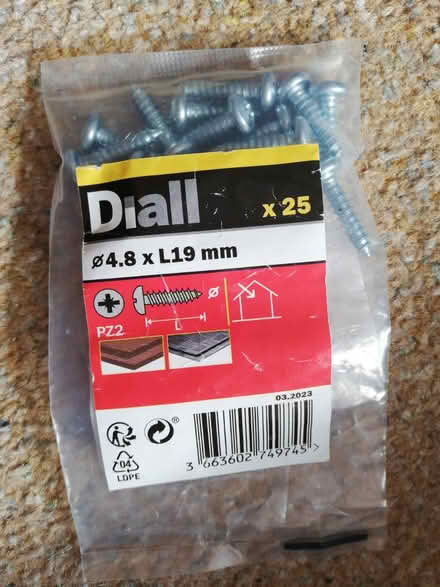 Diall
x 25
ø4.8 x L19 mm
ø
PZ2
L
03.2023
®
04
LDPE
3 663602 749745 >